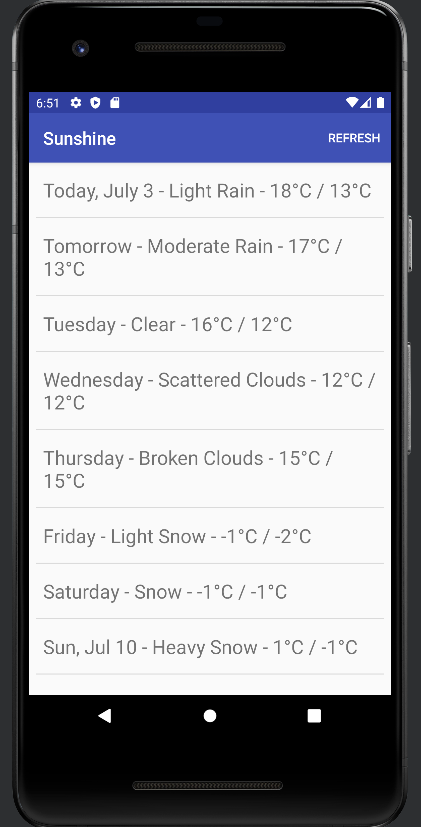 6:51
Sunshine
REFRESH
Today, July 3 - Light Rain - 18°C / 13°C
Tomorrow - Moderate Rain - 17°C /
13°C
Tuesday - Clear - 16°C / 12°C
Wednesday - Scattered Clouds - 12°C /
12°C
Thursday - Broken Clouds - 15°C /
15°C
Friday - Light Snow - -1°C / -2°C
Saturday - Snow - -1°C / -1°C
Sun, Jul 10 - Heavy Snow - 1°C / -1°C